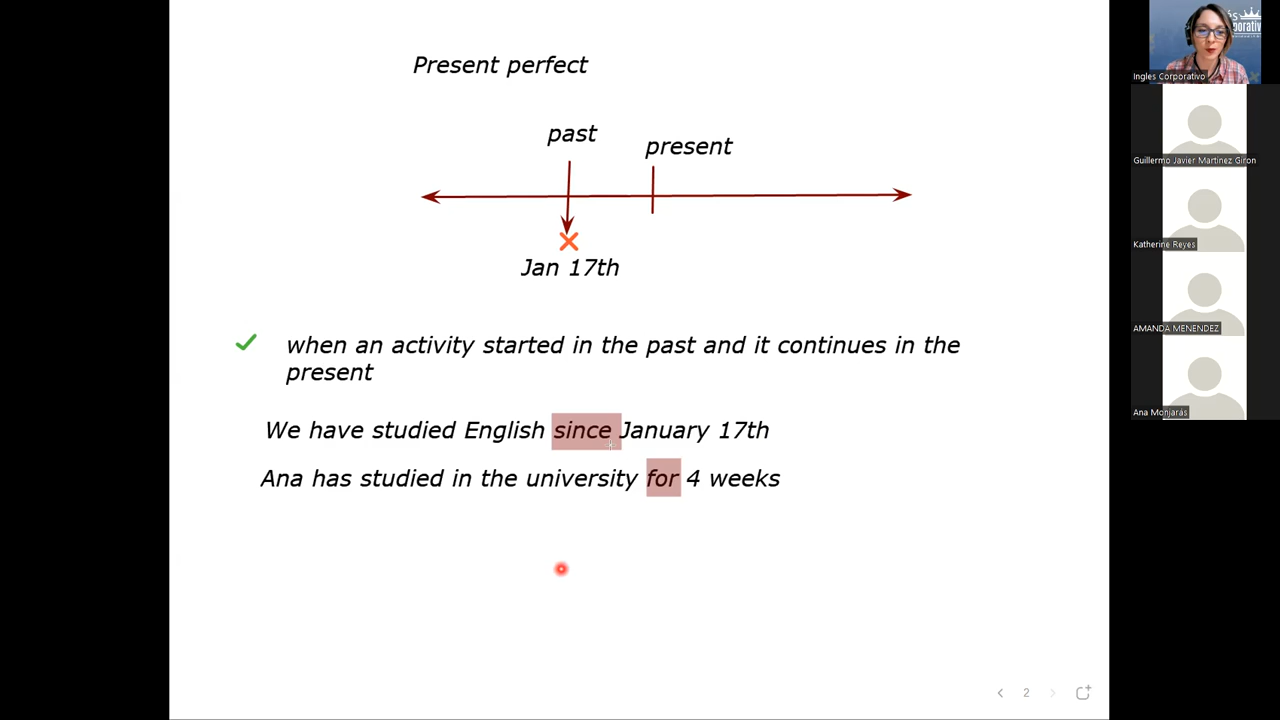 Present perfect
past
present
Jan 17th
when an activity started in the past and it continues in the
present
We have studied English since January 17th
Ana has studied in the university for 4 weeks
2
Ingles Corporativo
Guillermo Javier Martinez Giron
Katherine Reyes
AMANDA MENENDEZ
Ana Monjarás